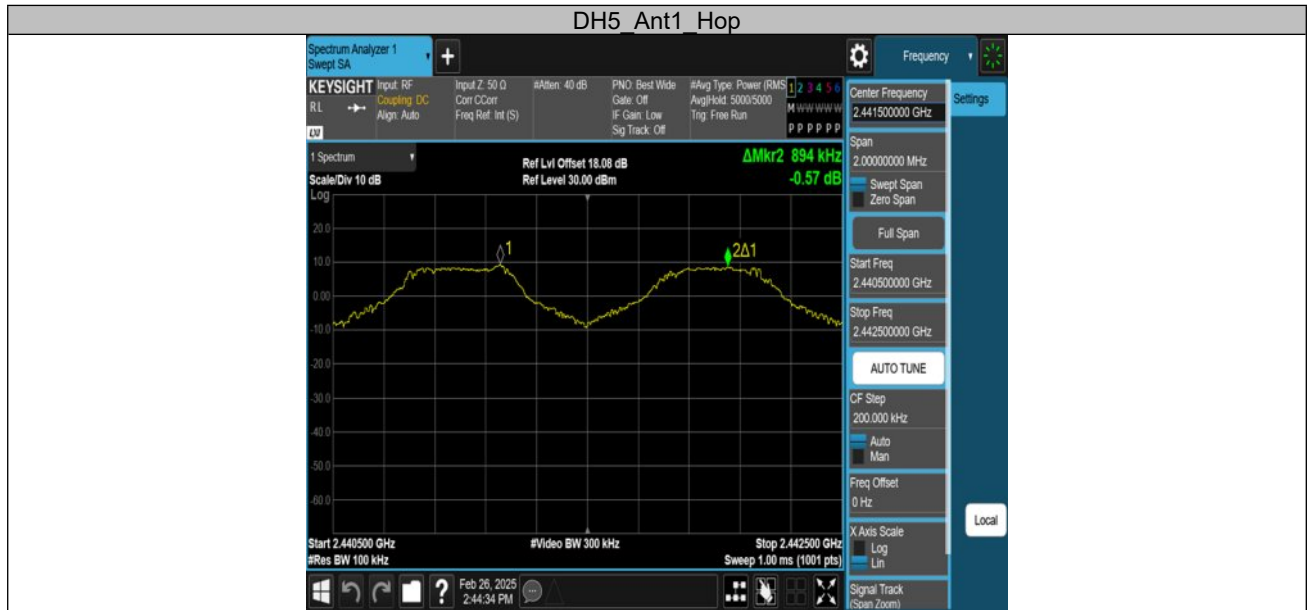 DH5_Ant1_Hop
Spectrum Analyzer 1
Swept SA
+
Frequency
KEYSIGHT
RL
LXI
Input: RF
Coupling: DC
Align: Auto
Input Z: 50 Ω
Corr CCorr
Freq Ref: Int (S)
#Atten: 40 dB
PNO: Best Wide
Gate: Off
IF Gain: Low
Sig Track: Off
#Avg Type: Power (RMS
Avg|Hold: 5000/5000
Trig: Free Run
1 2 3 4 5 6
M W W W W W
P P P P P P
1 Spectrum
Scale/Div 10 dB
Log
Ref Lvl Offset 18.08 dB
Ref Level 30.00 dBm
ΔMkr2 894 kHz
-0.57 dB
20.0
10.0
0.00
-10.0
-20.0
-30.0
-40.0
-50.0
-60.0
1
2Δ1
Start 2.440500 GHz
#Res BW 100 kHz
#Video BW 300 kHz
Stop 2.442500 GHz
Sweep 1.00 ms (1001 pts)
?
Feb 26, 2025
2:44:34 PM
Center Frequency
2.441500000 GHz
Span
2.00000000 MHz
Swept Span
Zero Span
Full Span
Start Freq
2.440500000 GHz
Stop Freq
2.442500000 GHz
AUTO TUNE
CF Step
200.000 kHz
Auto
Man
Freq Offset
0 Hz
X Axis Scale
Log
Lin
Signal Track
(Span Zoom)
Settings
Local